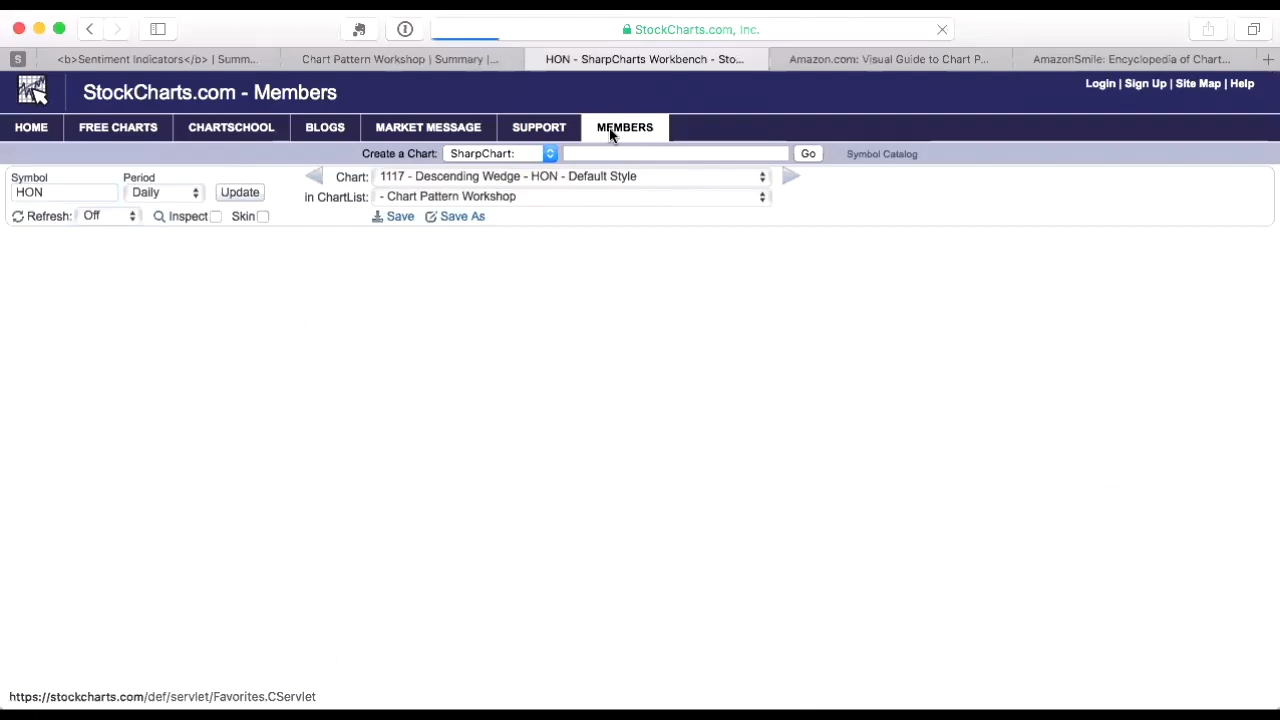 StockCharts.com, Inc.
S
<b>Sentiment Indicators</b> | Summ...
Chart Pattern Workshop | Summary |...
HON - SharpCharts Workbench - Sto...
Amazon.com: Visual Guide to Chart P...
AmazonSmile: Encyclopedia of Chart...
StockCharts.com - Members
Login | Sign Up | Site Map | Help
HOME FREE CHARTS CHARTSCHOOL BLOGS MARKET MESSAGE SUPPORT MEMBERS
Create a Chart: SharpChart: Go Symbol Catalog
Symbol Period Chart: 1117 - Descending Wedge - HON - Default Style
HON Daily Update in ChartList: - Chart Pattern Workshop
Refresh: Off Inspect Skin Save Save As
https://stockcharts.com/def/servlet/Favorites.CServlet